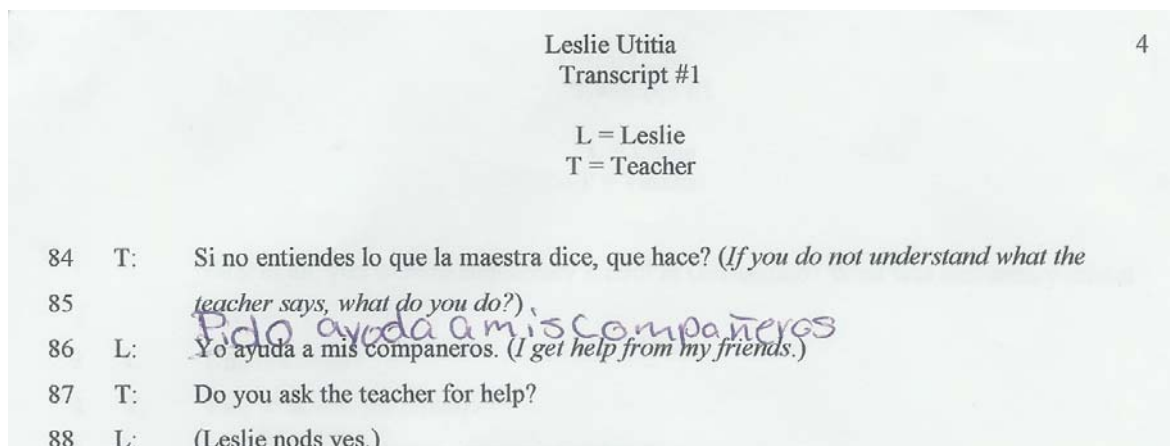 Leslie Utitia 4
Transcript #1
L = Leslie
T = Teacher
84 T: Si no entiendes lo que la maestra dice, que hace? (If you do not understand what the
85 teacher says, what do you do?)
Pido ayuda a mis compañeros
86 L: Yo ayuda a mis companeros. (I get help from my friends.)
87 T: Do you ask the teacher for help?
88 L: (Leslie nods yes.)